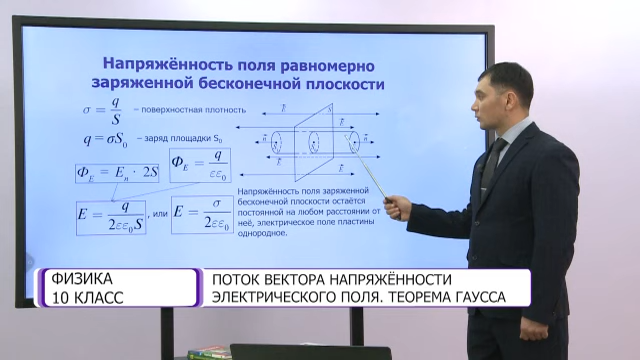 Напряжённость поля равномерно
заряженной бесконечной плоскости
σ = q/S – поверхностная плотность
q = σS₀ – заряд площадки S₀
Φ_E = E_n · 2S
Φ_E = q/εε₀
E = q/2εε₀S , или E = σ/2εε₀
Напряжённость поля заряженной
бесконечной плоскости остаётся
постоянной на любом расстоянии от
неё, электрическое поле пластины
однородное.
ФИЗИКА
10 КЛАСС
ПОТОК ВЕКТОРА НАПРЯЖЁННОСТИ
ЭЛЕКТРИЧЕСКОГО ПОЛЯ. ТЕОРЕМА ГАУССА